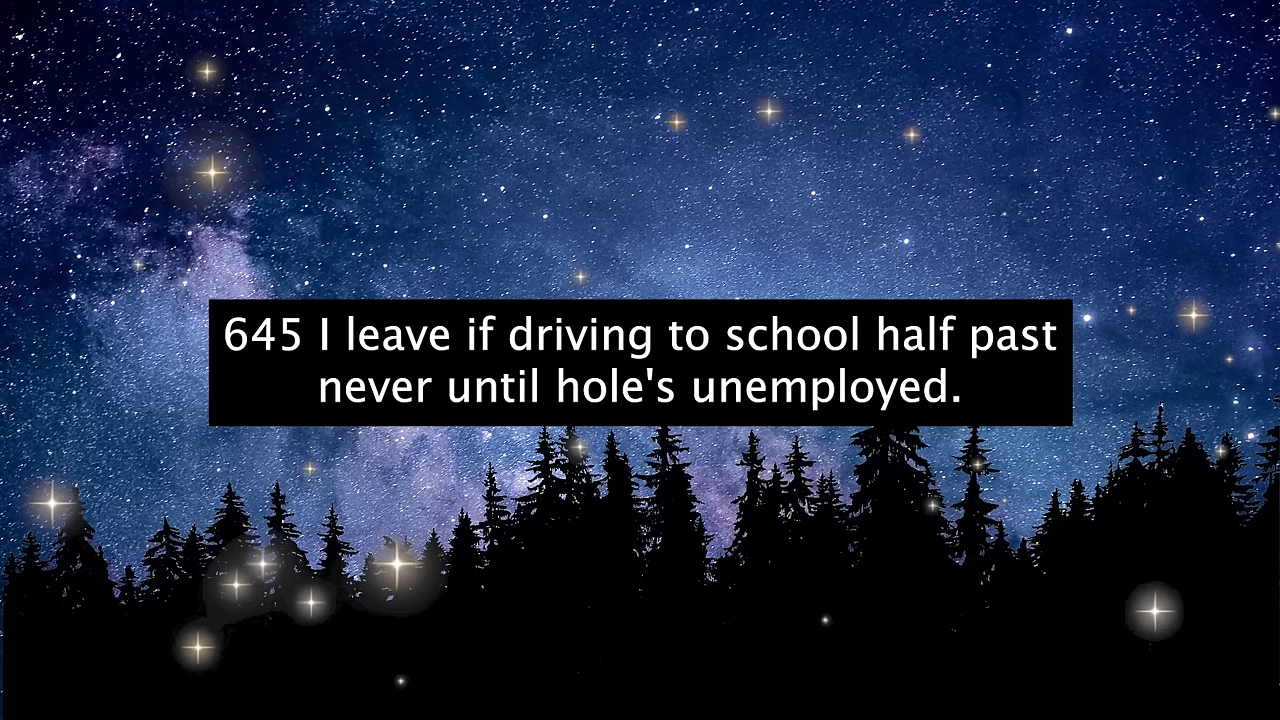 645 I leave if driving to school half past
never until hole's unemployed.